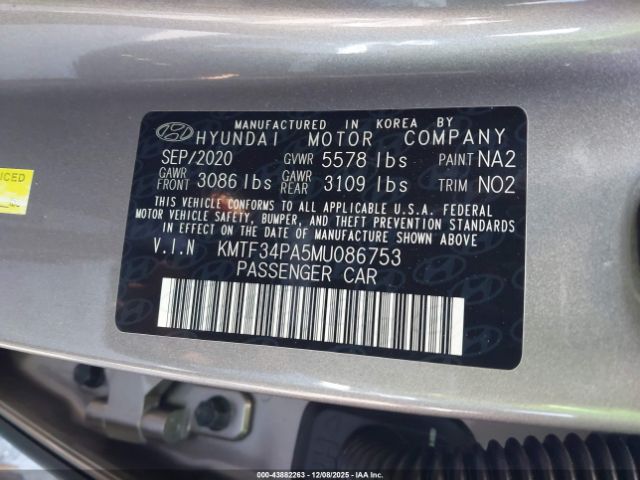 MANUFACTURED IN KOREA BY
HYUNDAI MOTOR COMPANY
SEP/2020 GVWR 5578 lbs PAINT NA2
GAWR FRONT 3086 lbs GAWR REAR 3109 lbs TRIM NO2
THIS VEHICLE CONFORMS TO ALL APPLICABLE U.S.A. FEDERAL
MOTOR VEHICLE SAFETY, BUMPER, AND THEFT PREVENTION STANDARDS
IN EFFECT ON THE DATE OF MANUFACTURE SHOWN ABOVE.
V.I.N KMTF34PA5MU086753
PASSENGER CAR
00-43882263 | 12/08/2025 - IAA, Inc.